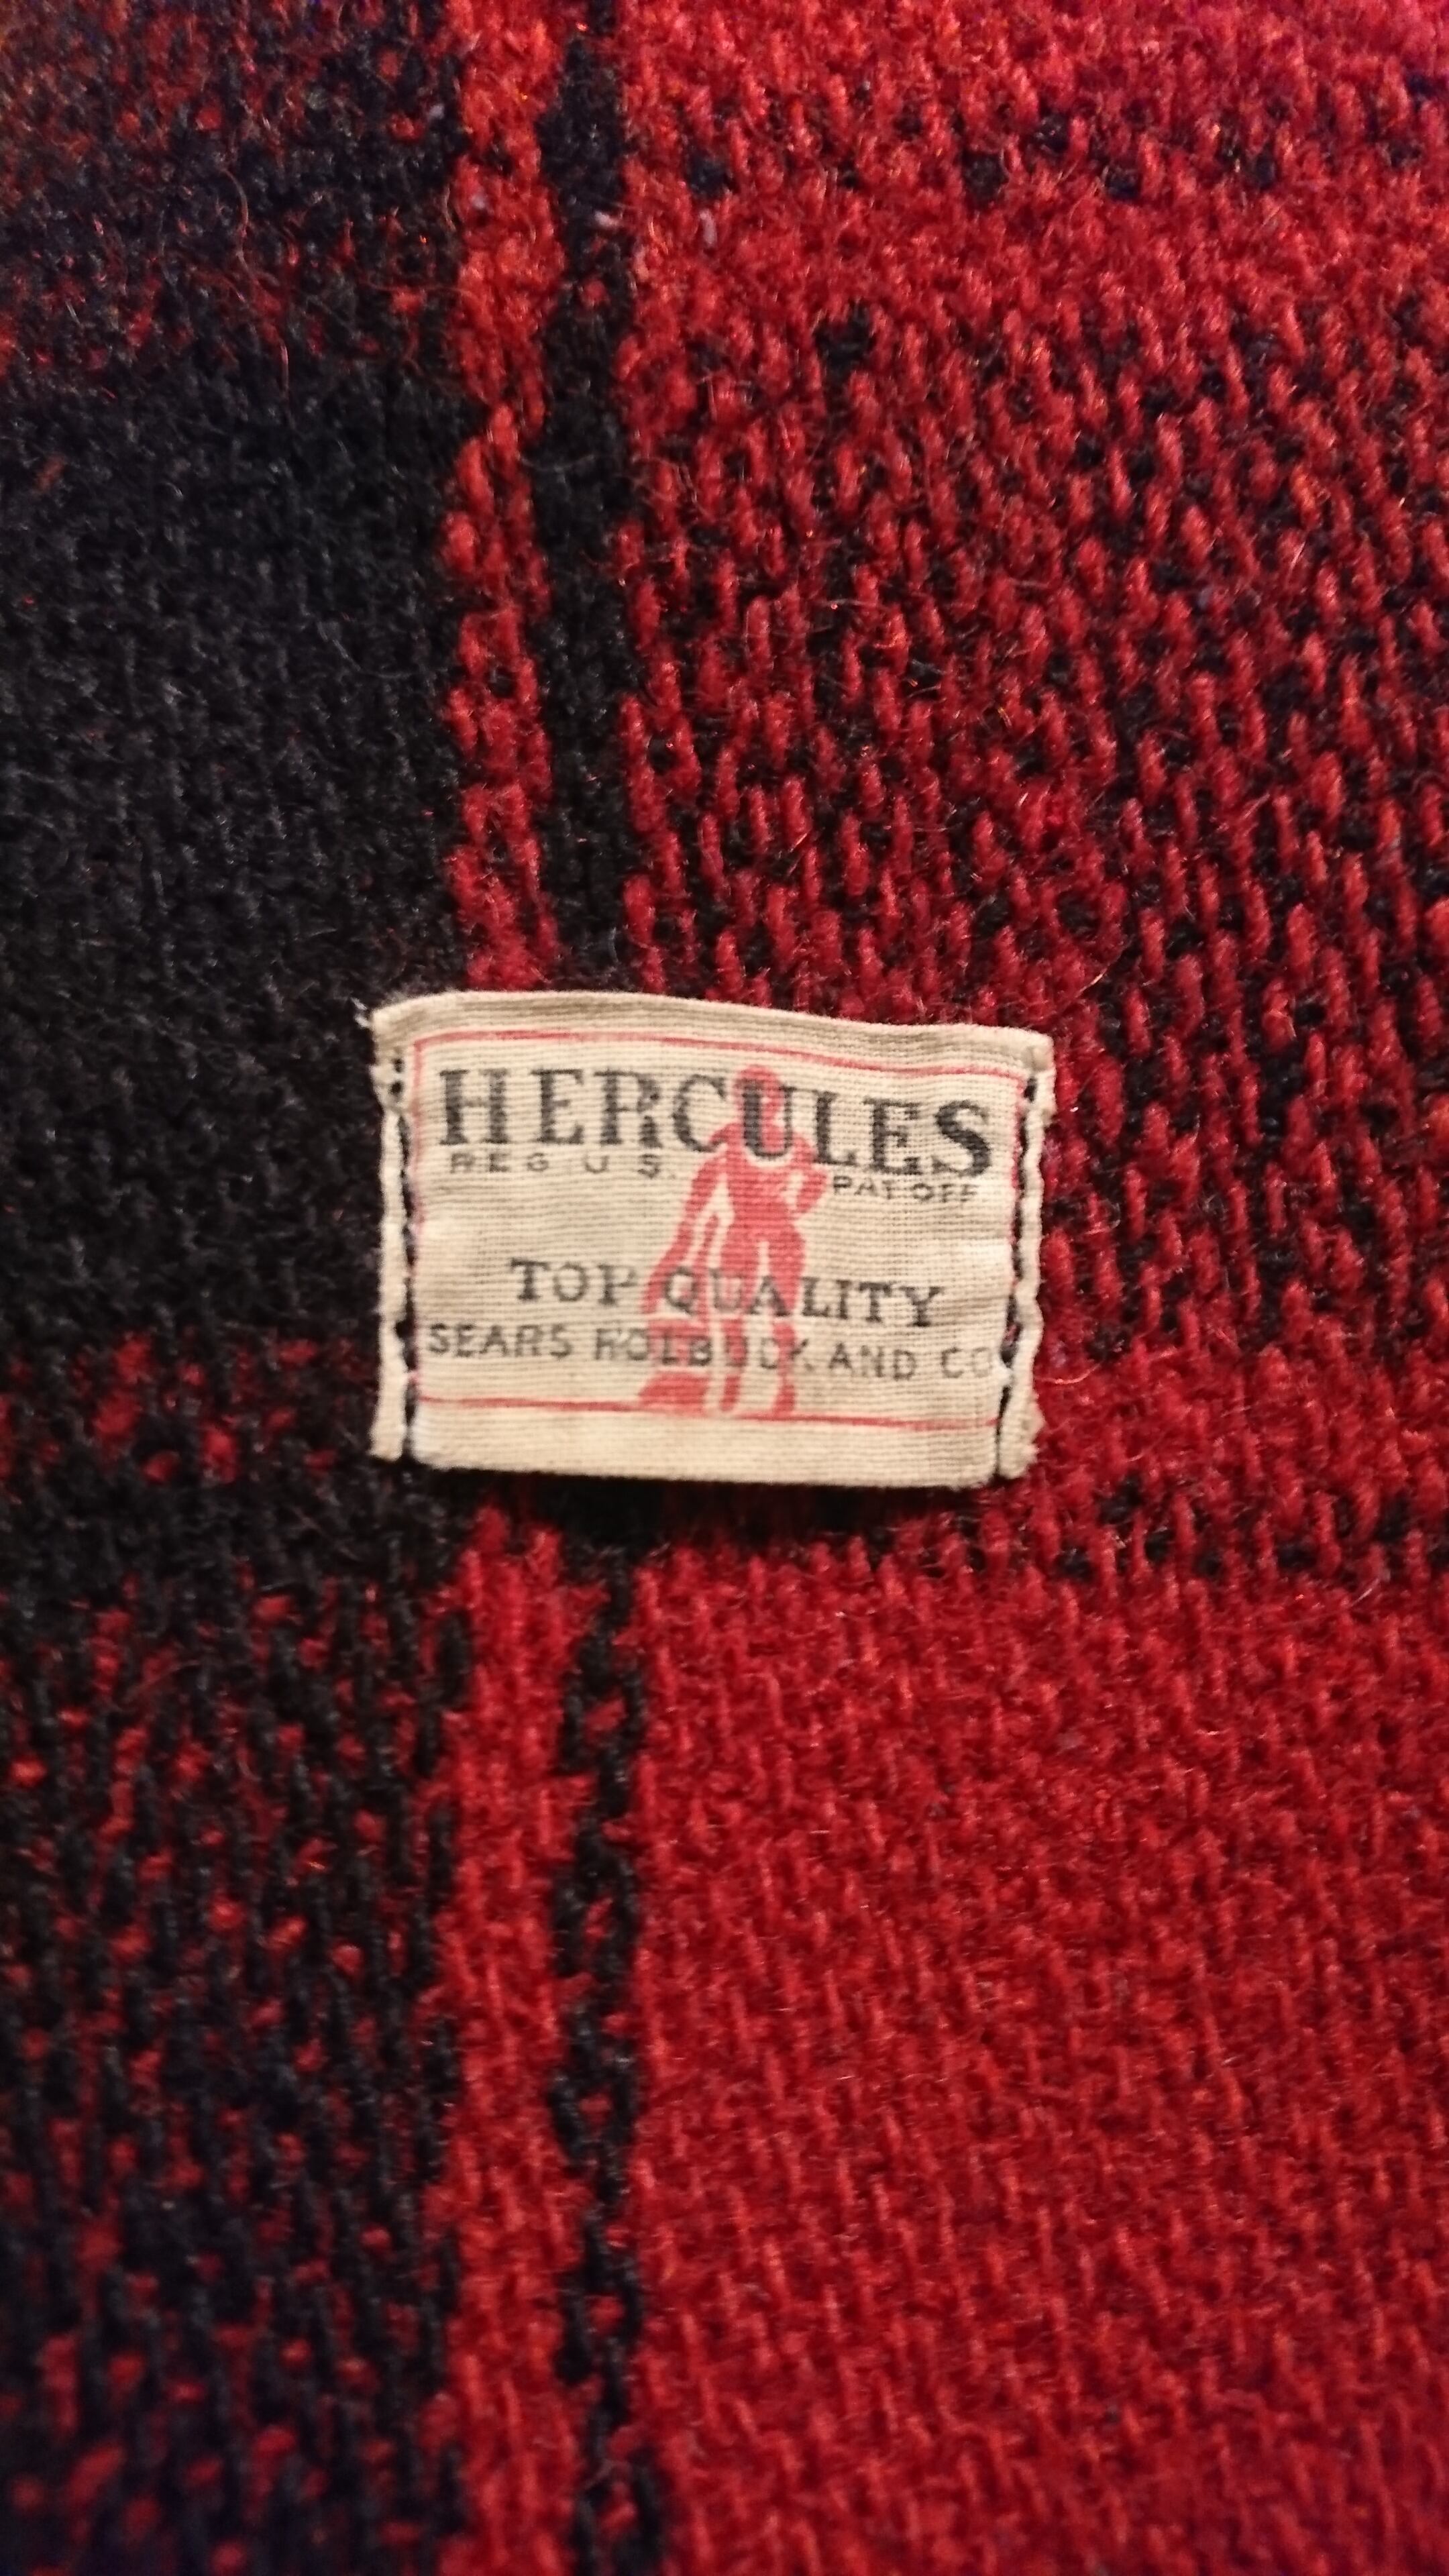 HERCULES
REG U.S. PAT OFF
TOP QUALITY
SEARS ROEBUCK AND CO